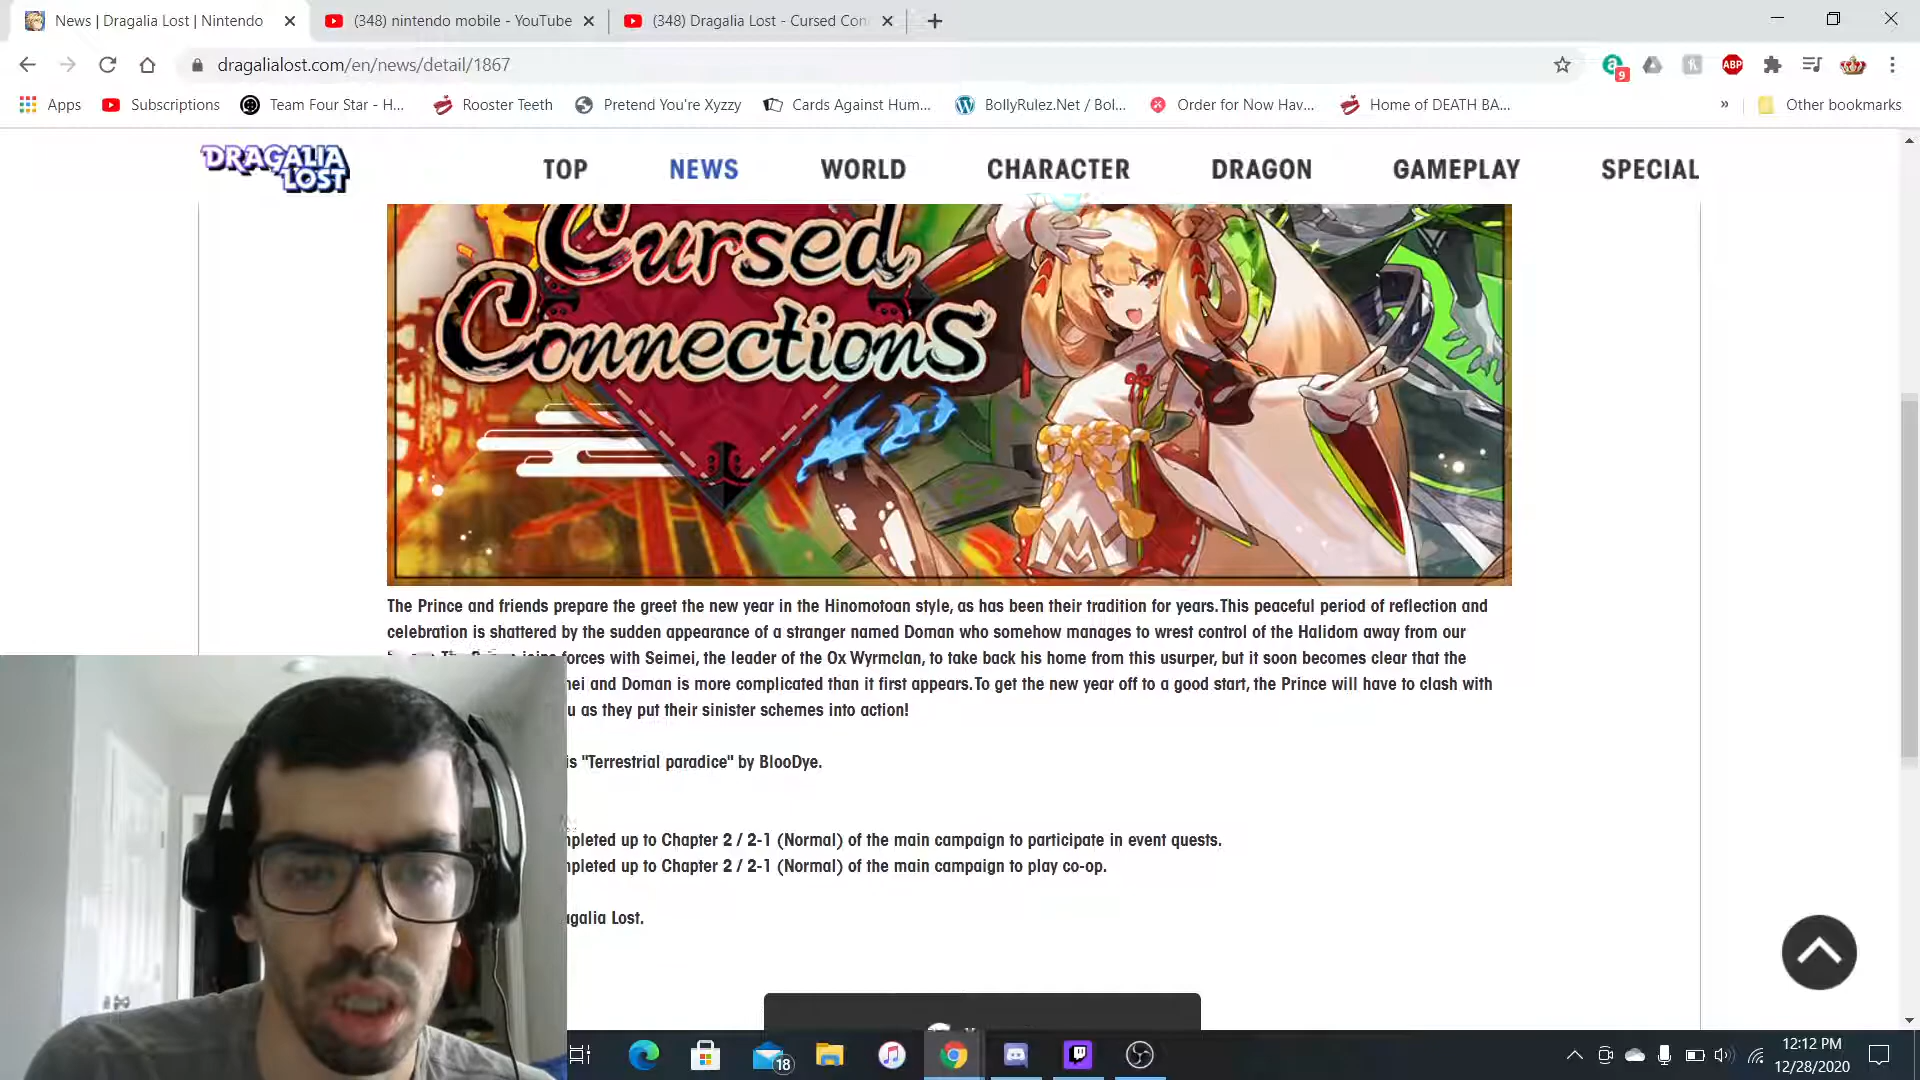 News | Dragalia Lost | Nintendo
(348) nintendo mobile - YouTube
(348) Dragalia Lost - Cursed Con
dragalialost.com/en/news/detail/1867
9
ABP
Apps
Subscriptions
Team Four Star - H...
Rooster Teeth
Pretend You're Xyzzy
Cards Against Hum...
BollyRulez.Net / Bol...
Order for Now Hav...
Home of DEATH BA...
»
Other bookmarks
DRAGALIA LOST
TOP
NEWS
WORLD
CHARACTER
DRAGON
GAMEPLAY
SPECIAL
Cursed
Connections
The Prince and friends prepare the greet the new year in the Hinomotoan style, as has been their tradition for years. This peaceful period of reflection and
celebration is shattered by the sudden appearance of a stranger named Doman who somehow manages to wrest control of the Halidom away from our
joins forces with Seimei, the leader of the Ox Wyrmclan, to take back his home from this usurper, but it soon becomes clear that the
mei and Doman is more complicated than it first appears. To get the new year off to a good start, the Prince will have to clash with
u as they put their sinister schemes into action!
is "Terrestrial paradice" by BlooDye.
mpleted up to Chapter 2 / 2-1 (Normal) of the main campaign to participate in event quests.
mpleted up to Chapter 2 / 2-1 (Normal) of the main campaign to play co-op.
agalia Lost.
18
12:12 PM
12/28/2020